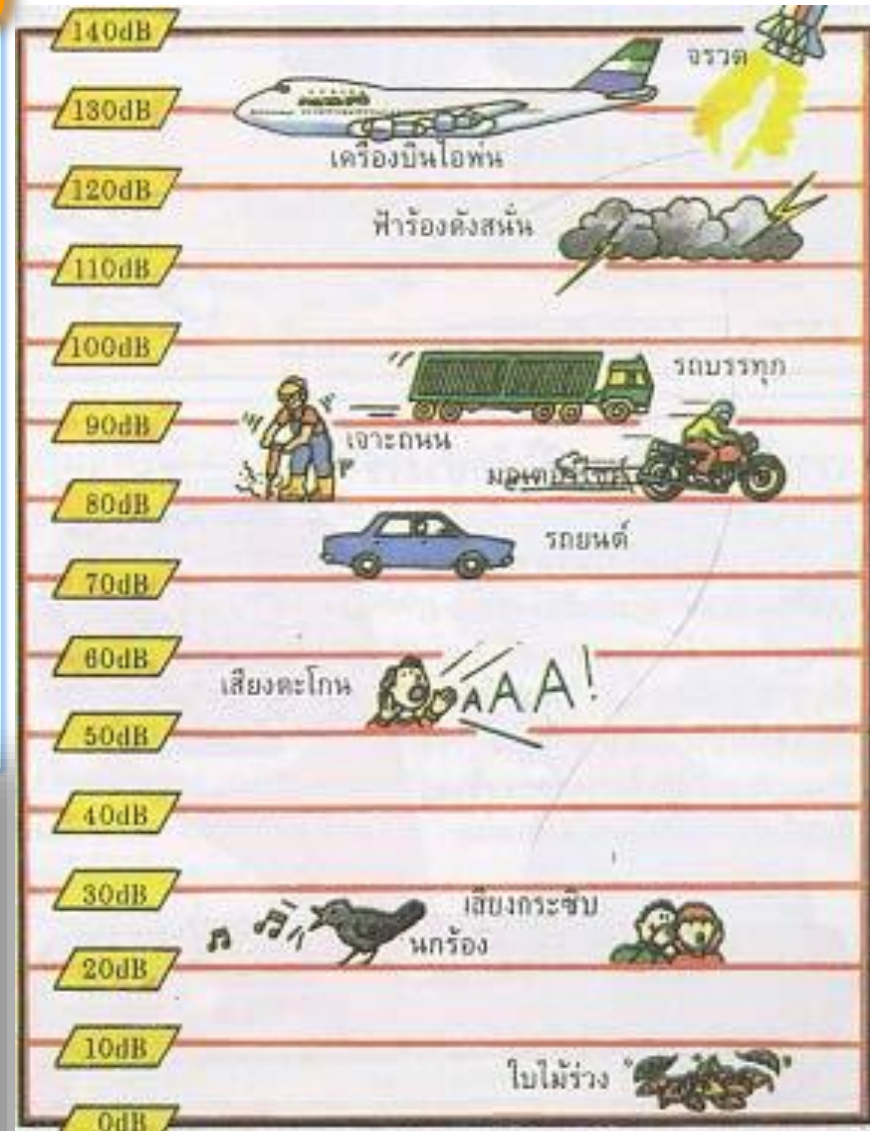 140dB
จรวด
130dB
เครื่องบินไอพ่น
120dB
ฟ้าร้องดังสนั่น
110dB
100dB
รถบรรทุก
90dB
เจาะถนน
มอเตอร์ไซค์
80dB
รถยนต์
70dB
60dB
เสียงตะโกน
AAA!
50dB
40dB
30dB
เสียงกระซิบ
นกร้อง
20dB
10dB
ใบไม้ร่วง
0dB